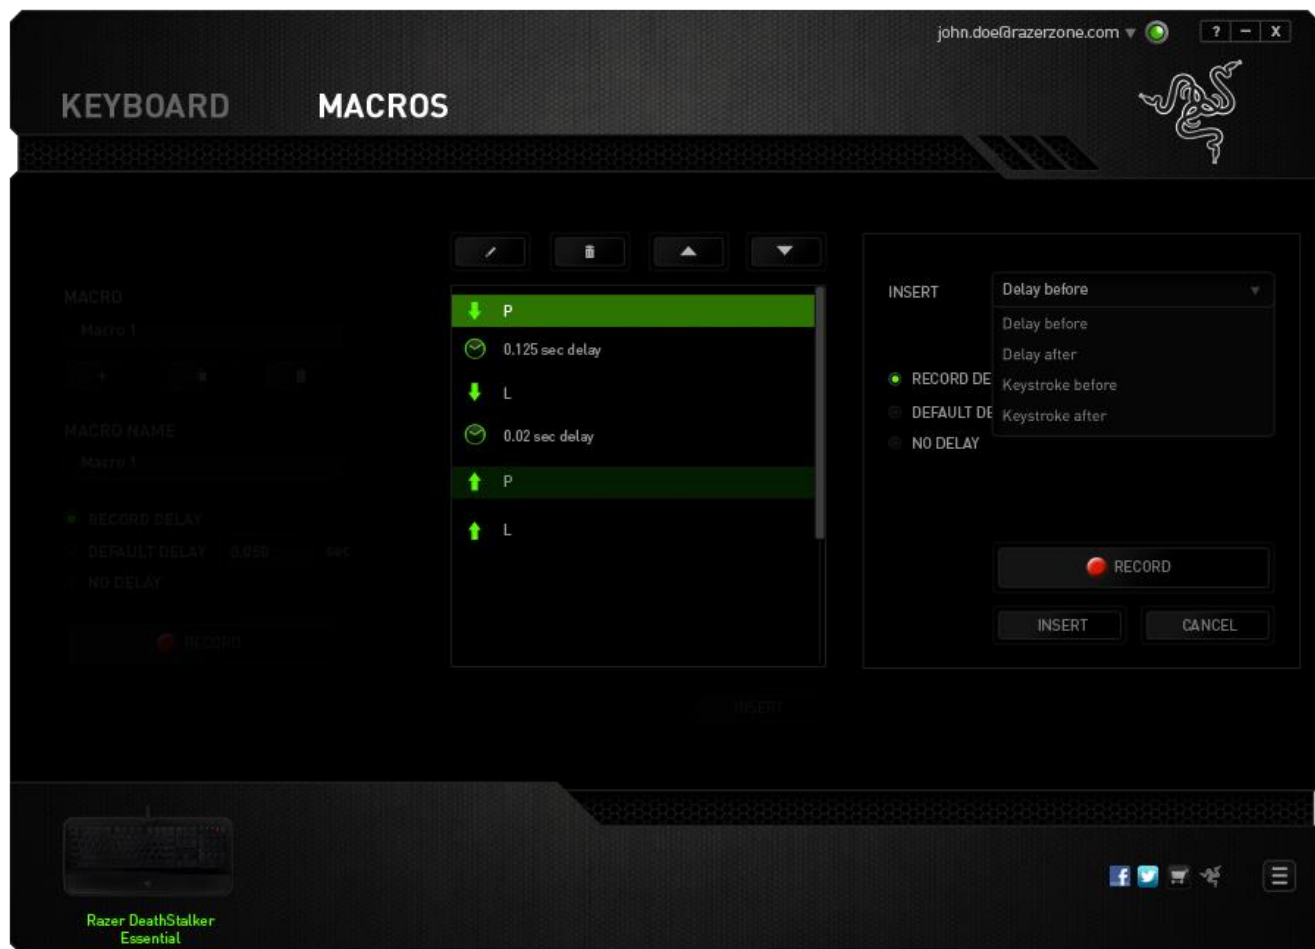 john.doe@razerzone.com
? – X
KEYBOARD
MACROS
MACRO
Macro 1
MACRO NAME
Macro 1
RECORD DELAY
DEFAULT DELAY 0.050 sec
NO DELAY
RECORD
P
0.125 sec delay
L
0.02 sec delay
P
L
INSERT
INSERT
Delay before
Delay before
Delay after
Keystroke before
Keystroke after
RECORD DE
DEFAULT DE
NO DELAY
RECORD
INSERT
CANCEL
Razer DeathStalker
Essential